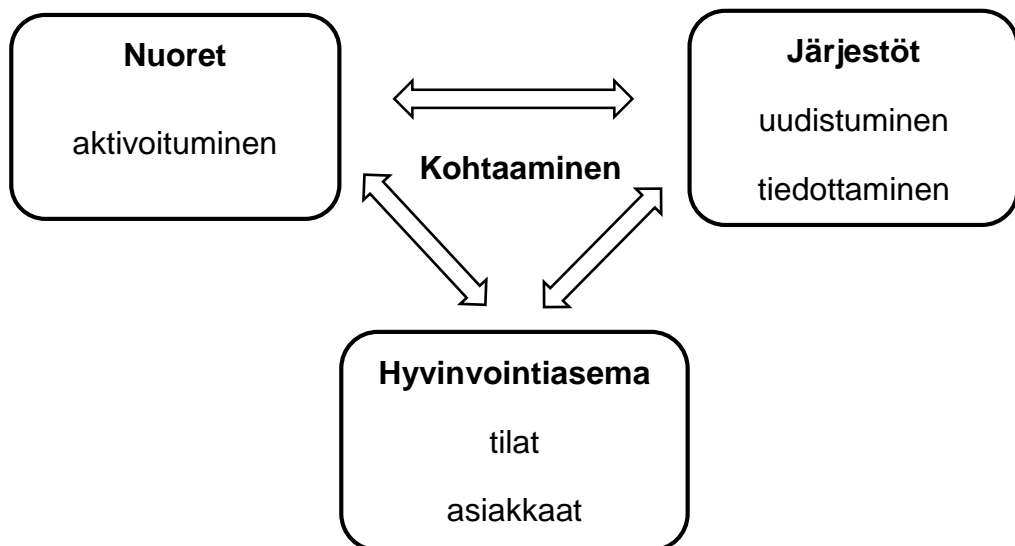 Nuoret
aktivoituminen
Järjestöt
uudistuminen
tiedottaminen
Kohtaaminen
Hyvinvointiasema
tilat
asiakkaat